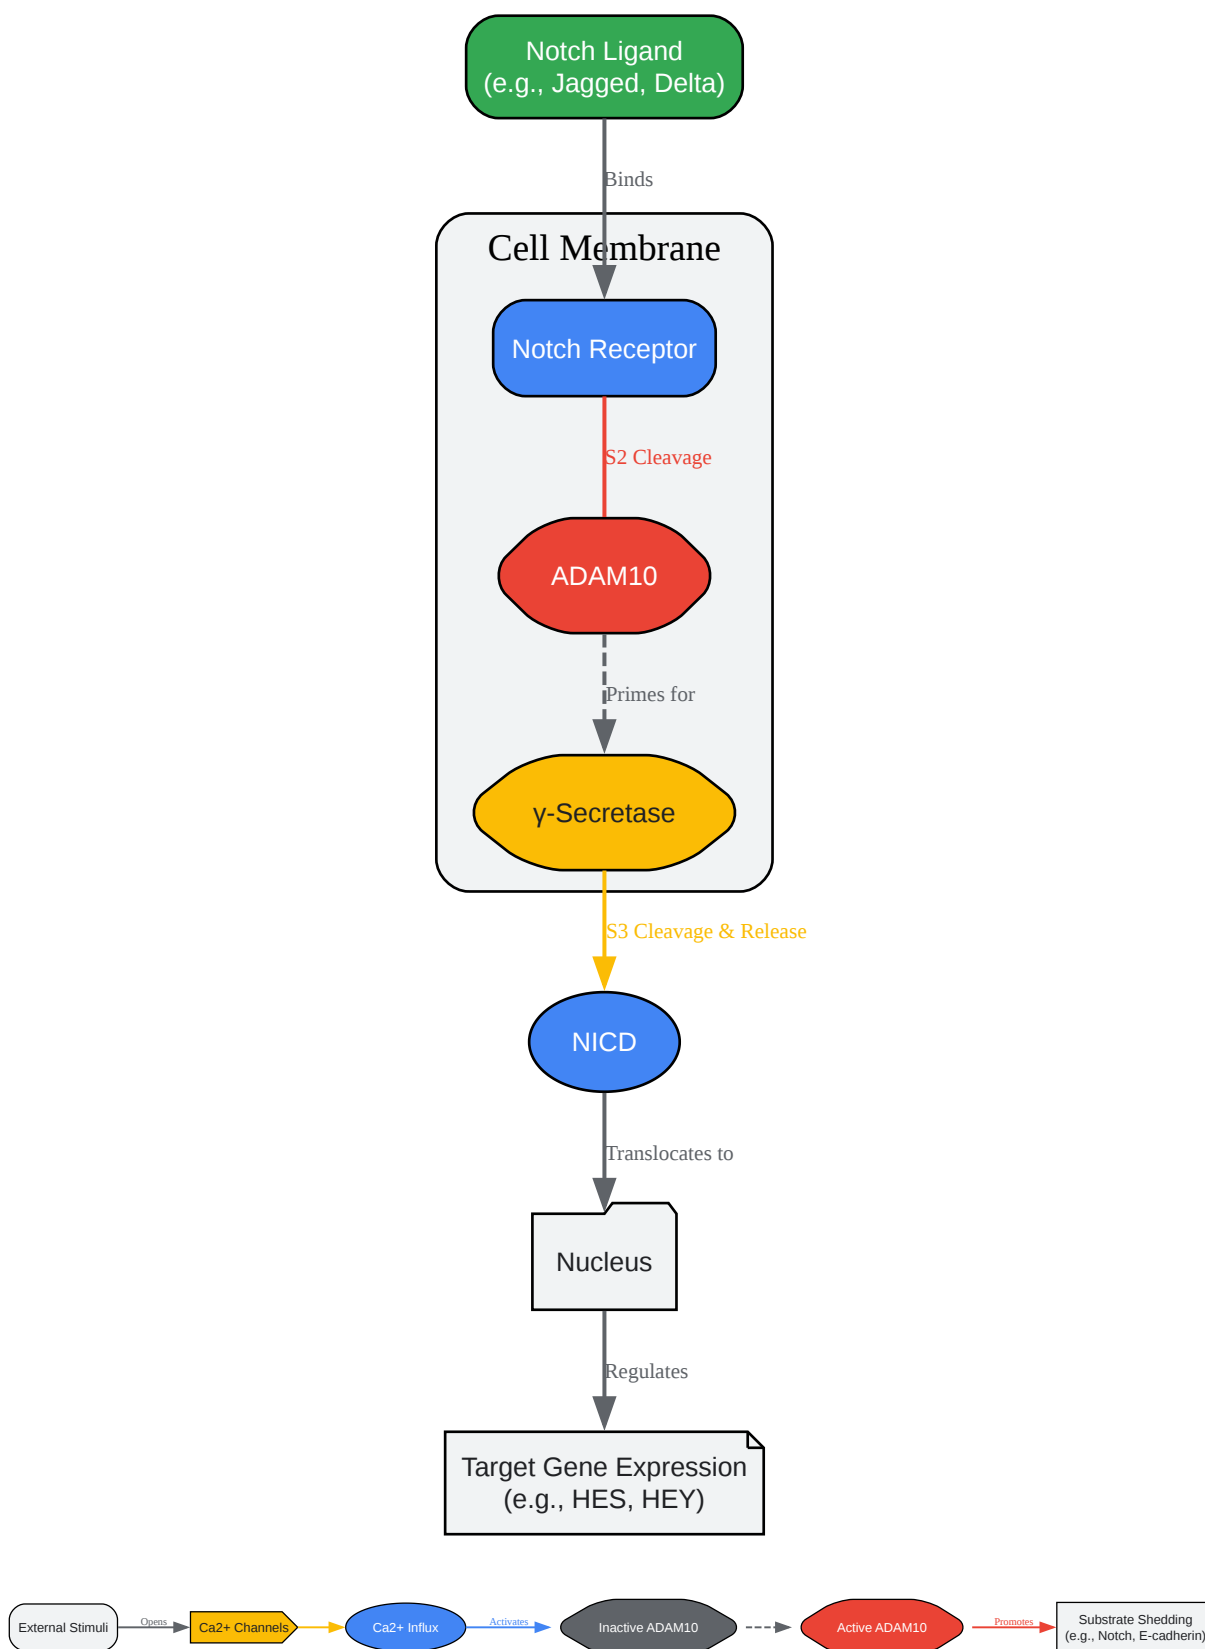 Notch Ligand
(e.g., Jagged, Delta)
Binds
Cell Membrane
Notch Receptor
S2 Cleavage
ADAM10
Primes for
γ-Secretase
S3 Cleavage & Release
NICD
Translocates to
Nucleus
Regulates
Target Gene Expression
(e.g., HES, HEY)
External Stimuli
Opens
Ca2+ Channels
Ca2+ Influx
Activates
Inactive ADAM10
Active ADAM10
Promotes
Substrate Shedding
(e.g., Notch, E-cadherin)